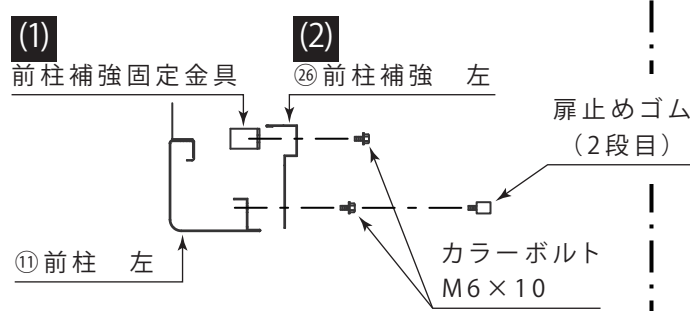 (1)
前柱補強固定金具
(2)
㉖前柱補強　左
扉止めゴム
（2段目）
⑪前柱　左
カラーボルト
M6×10